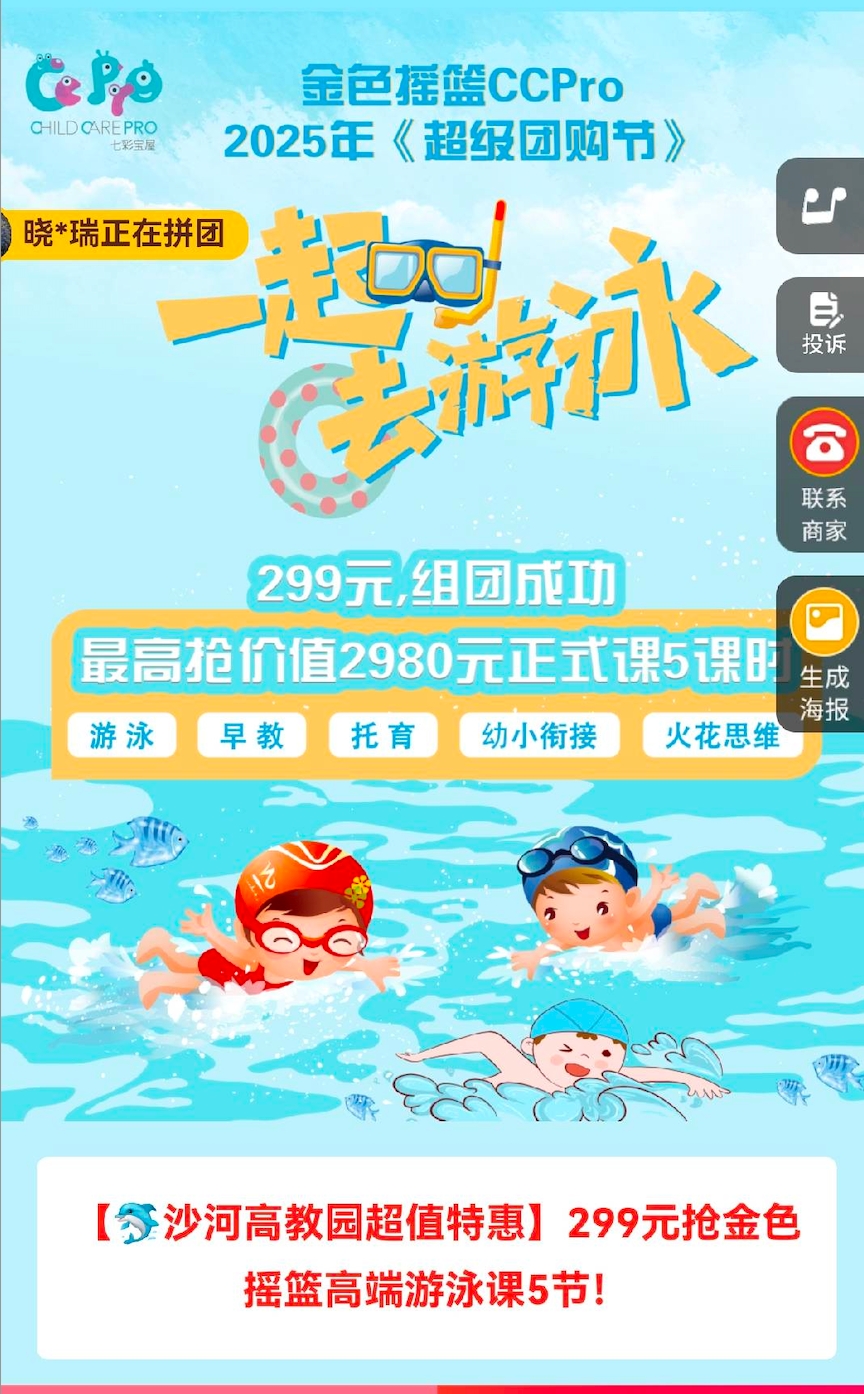 CCPro
CHILD CARE PRO
七彩宝屋
金色摇篮CCPro
2025年《超级团购节》
晓*瑞正在拼团
一起
去游泳
投诉
联系
商家
生成
海报
299元,组团成功
最高抢价值2980元正式课5课时
游 泳 早 教 托 育 幼小衔接 火花思维
【🐬沙河高教园超值特惠】299元抢金色
摇篮高端游泳课5节!